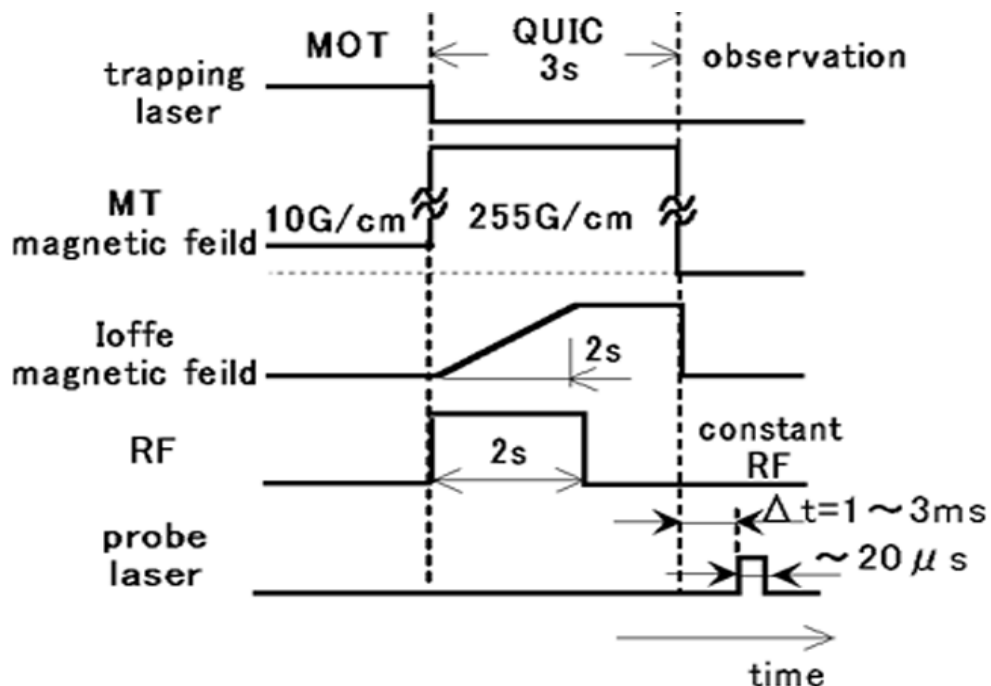 MOT
QUIC
3s
observation
trapping
laser
MT
magnetic feild
10G/cm
255G/cm
Ioffe
magnetic feild
2s
RF
2s
constant
RF
Δt=1～3ms
probe
laser
～20μs
time